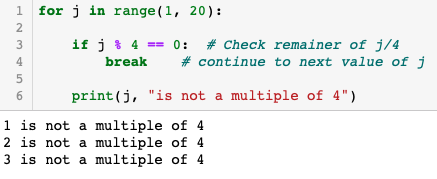 1 for j in range(1, 20):
2
3     if j % 4 == 0:  # Check remainer of j/4
4         break    # continue to next value of j
5
6     print(j, "is not a multiple of 4")
1 is not a multiple of 4
2 is not a multiple of 4
3 is not a multiple of 4